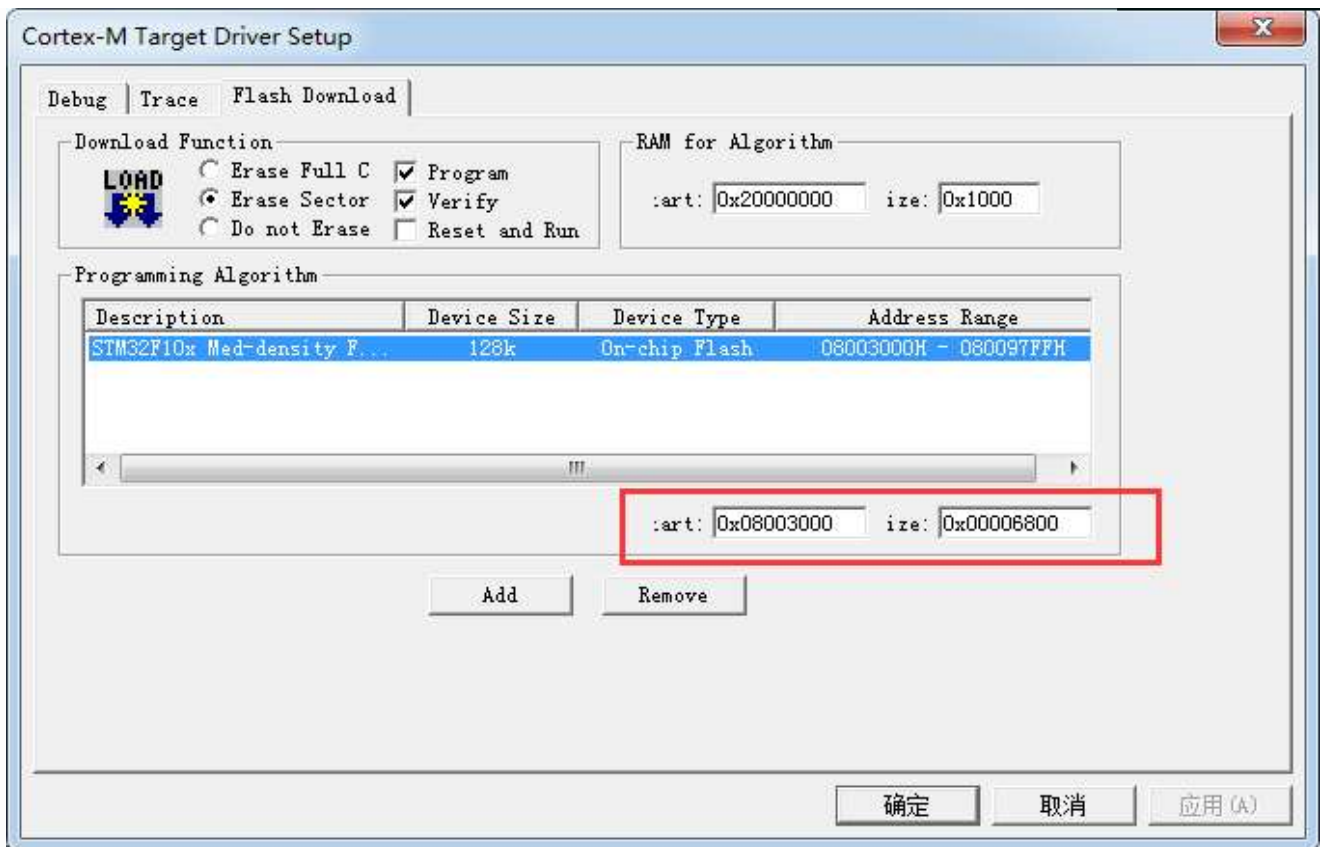 Cortex-M Target Driver Setup
Debug Trace Flash Download
Download Function
LOAD
Erase Full C
Program
Erase Sector
Verify
Do not Erase
Reset and Run
RAM for Algorithm
:art: 0x20000000 ize: 0x1000
Programming Algorithm
Description Device Size Device Type Address Range
STM32F10x Med-density F... 128k On-chip Flash 08003000H - 080097FFH
:art: 0x08003000 ize: 0x00006800
Add Remove
确定 取消 应用(A)